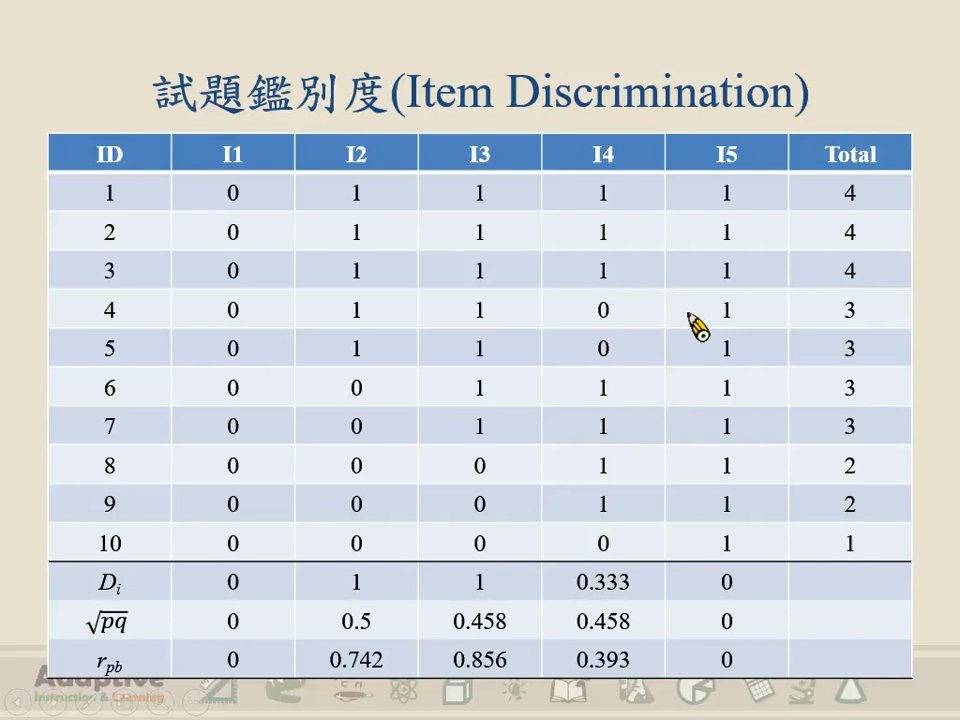 試題鑑別度(Item Discrimination)
ID I1 I2 I3 I4 I5 Total
1 0 1 1 1 1 4
2 0 1 1 1 1 4
3 0 1 1 1 1 4
4 0 1 1 0 1 3
5 0 1 1 0 1 3
6 0 0 1 1 1 3
7 0 0 1 1 1 3
8 0 0 0 1 1 2
9 0 0 0 1 1 2
10 0 0 0 0 1 1
Di 0 1 1 0.333 0
√pq 0 0.5 0.458 0.458 0
rpb 0 0.742 0.856 0.393 0
Adaptive
Instruction & Learning